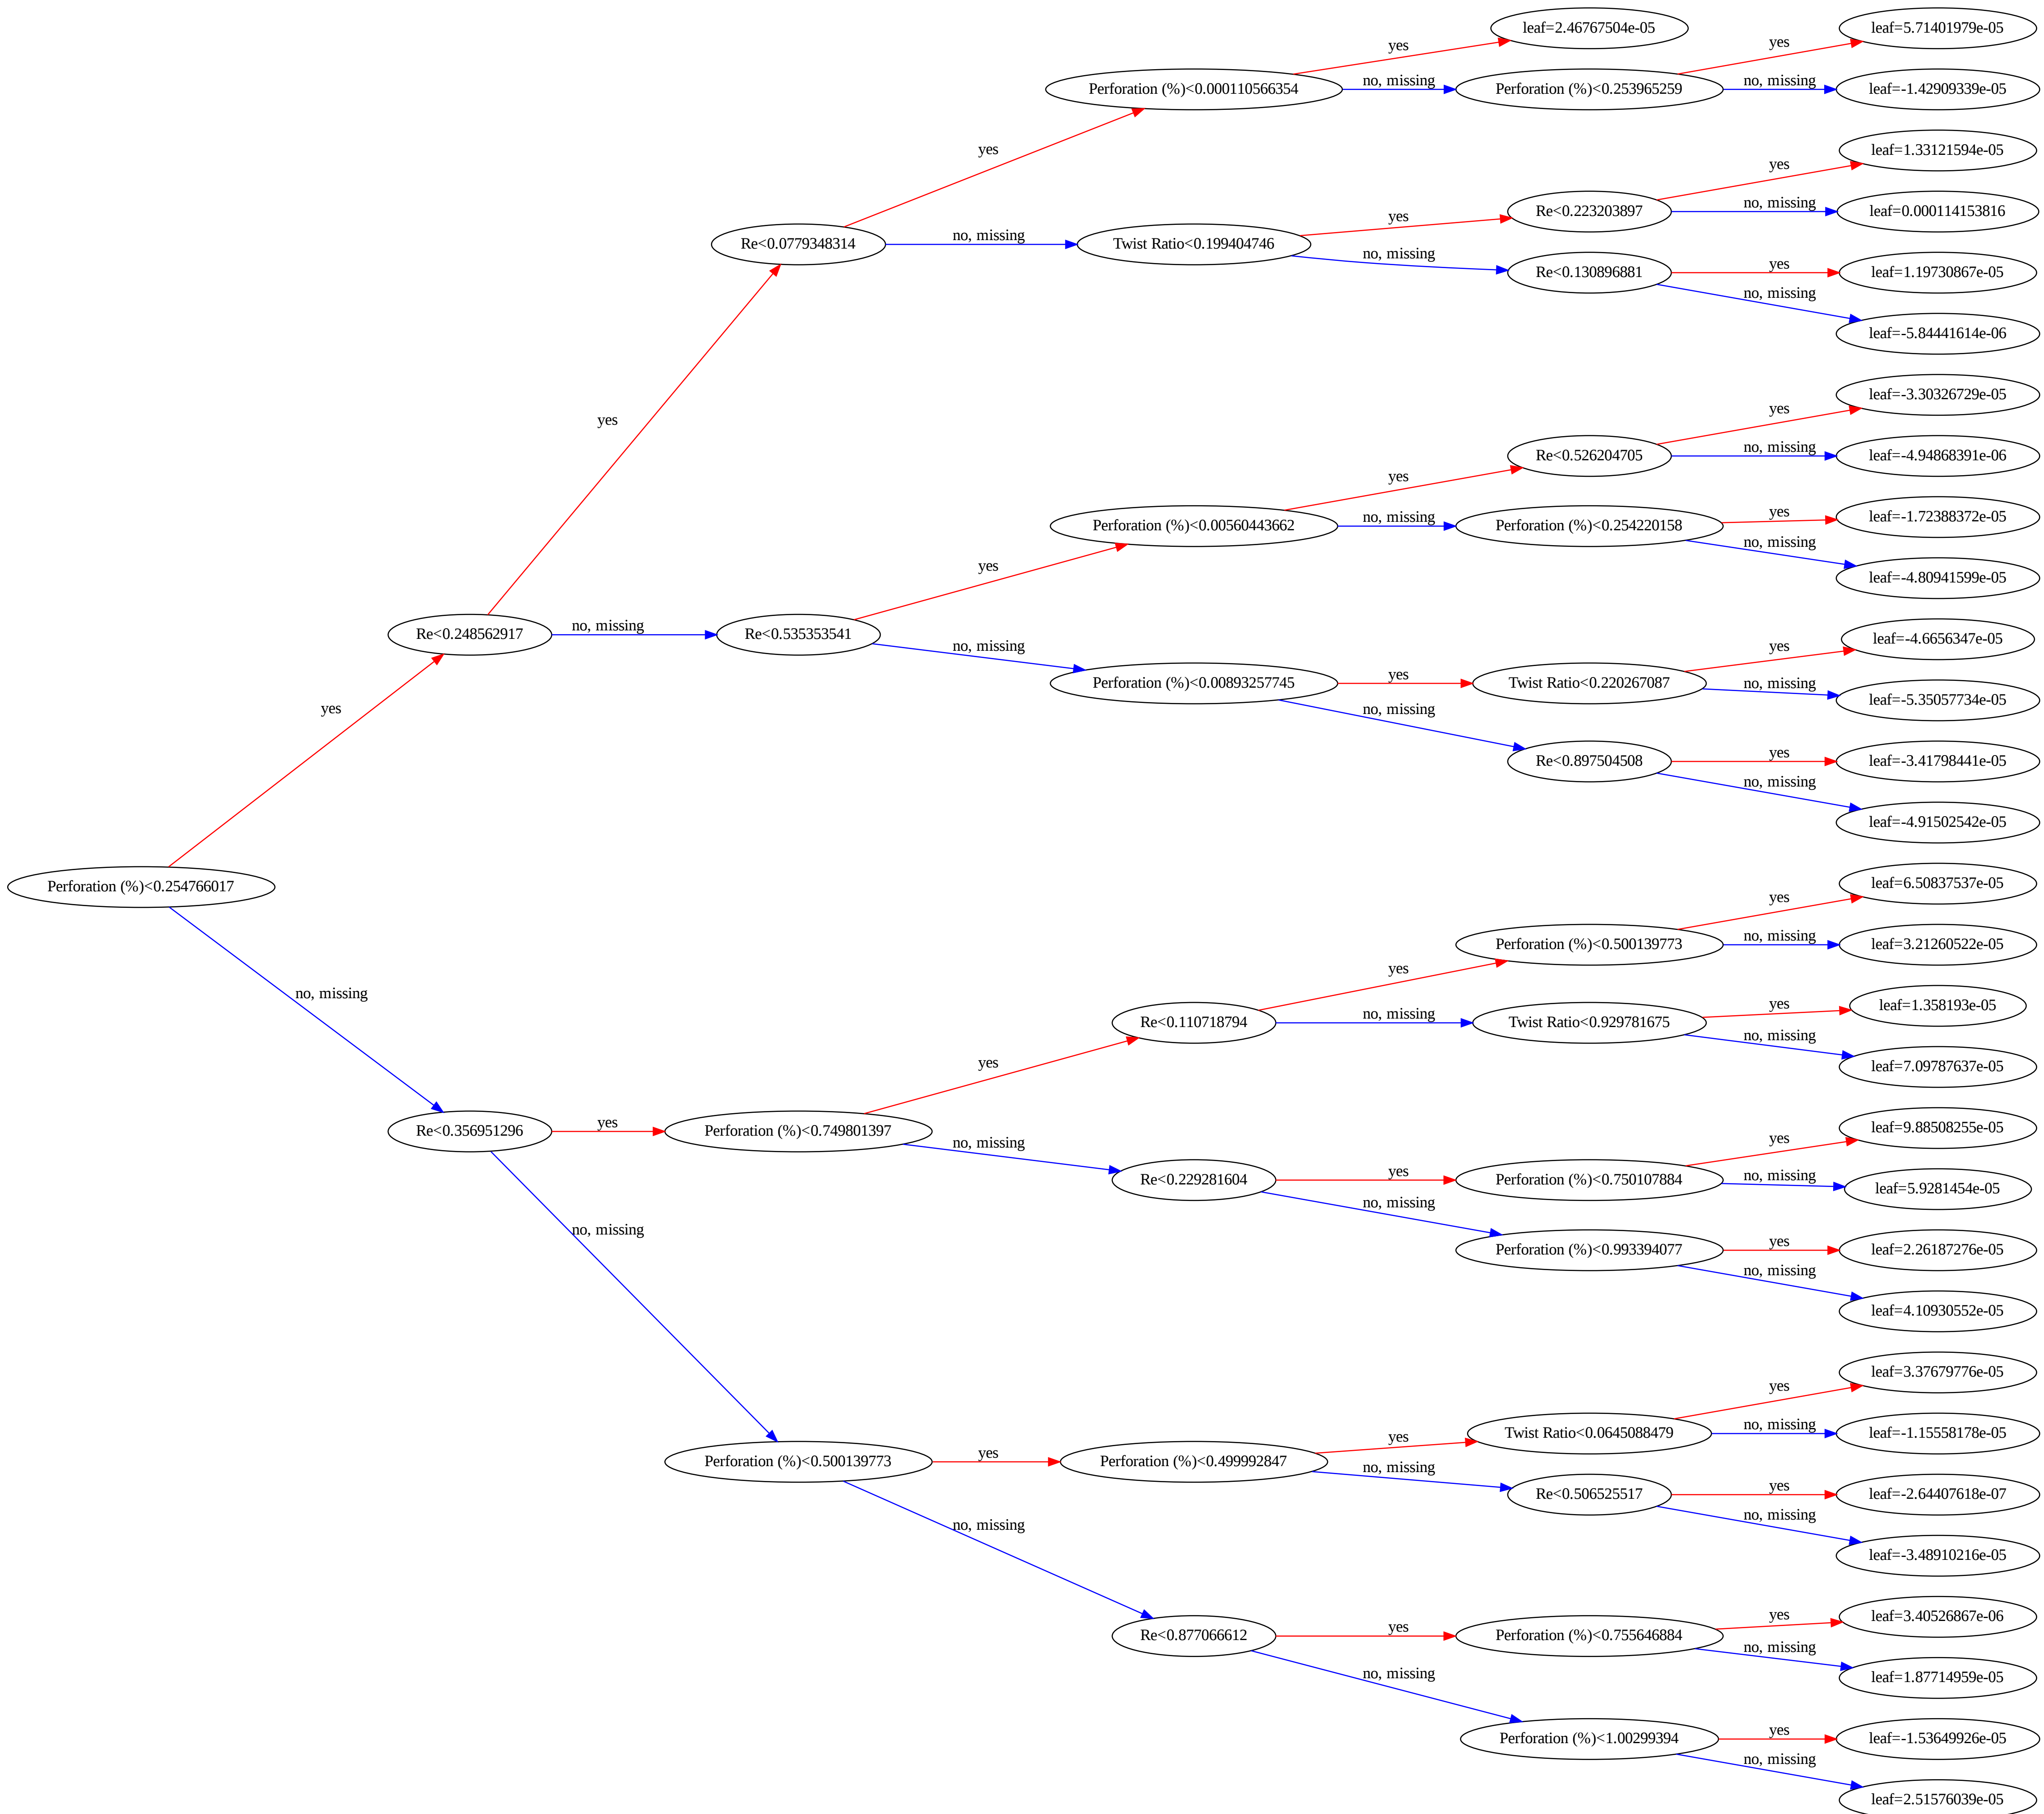 leaf=2.46767504e-05
leaf=5.71401979e-05
yes
yes
Perforation (%)<0.000110566354
no, missing
Perforation (%)<0.253965259
no, missing
leaf=-1.42909339e-05
yes
leaf=1.33121594e-05
yes
Re<0.223203897
no, missing
leaf=0.000114153816
yes
Re<0.0779348314
no, missing
Twist Ratio<0.199404746
no, missing
Re<0.130896881
yes
leaf=1.19730867e-05
no, missing
leaf=-5.84441614e-06
yes
leaf=-3.30326729e-05
yes
Re<0.526204705
no, missing
leaf=-4.94868391e-06
yes
Perforation (%)<0.00560443662
no, missing
Perforation (%)<0.254220158
yes
leaf=-1.72388372e-05
no, missing
leaf=-4.80941599e-05
yes
Re<0.248562917
no, missing
Re<0.535353541
no, missing
yes
leaf=-4.6656347e-05
Perforation (%)<0.00893257745
yes
Twist Ratio<0.220267087
no, missing
leaf=-5.35057734e-05
no, missing
Re<0.897504508
yes
leaf=-3.41798441e-05
no, missing
leaf=-4.91502542e-05
yes
Perforation (%)<0.254766017
no, missing
leaf=6.50837537e-05
yes
Perforation (%)<0.500139773
no, missing
leaf=3.21260522e-05
yes
Re<0.110718794
no, missing
Twist Ratio<0.929781675
yes
leaf=1.358193e-05
no, missing
leaf=7.09787637e-05
yes
Re<0.356951296
yes
Perforation (%)<0.749801397
no, missing
yes
leaf=9.88508255e-05
Re<0.229281604
yes
Perforation (%)<0.750107884
no, missing
leaf=5.9281454e-05
no, missing
Perforation (%)<0.993394077
yes
leaf=2.26187276e-05
no, missing
leaf=4.10930552e-05
no, missing
yes
leaf=3.37679776e-05
Perforation (%)<0.500139773
yes
Perforation (%)<0.499992847
yes
Twist Ratio<0.0645088479
no, missing
leaf=-1.15558178e-05
no, missing
Re<0.506525517
yes
leaf=-2.64407618e-07
no, missing
leaf=-3.48910216e-05
no, missing
Re<0.877066612
yes
Perforation (%)<0.755646884
yes
leaf=3.40526867e-06
no, missing
leaf=1.87714959e-05
no, missing
Perforation (%)<1.00299394
yes
leaf=-1.53649926e-05
no, missing
leaf=2.51576039e-05